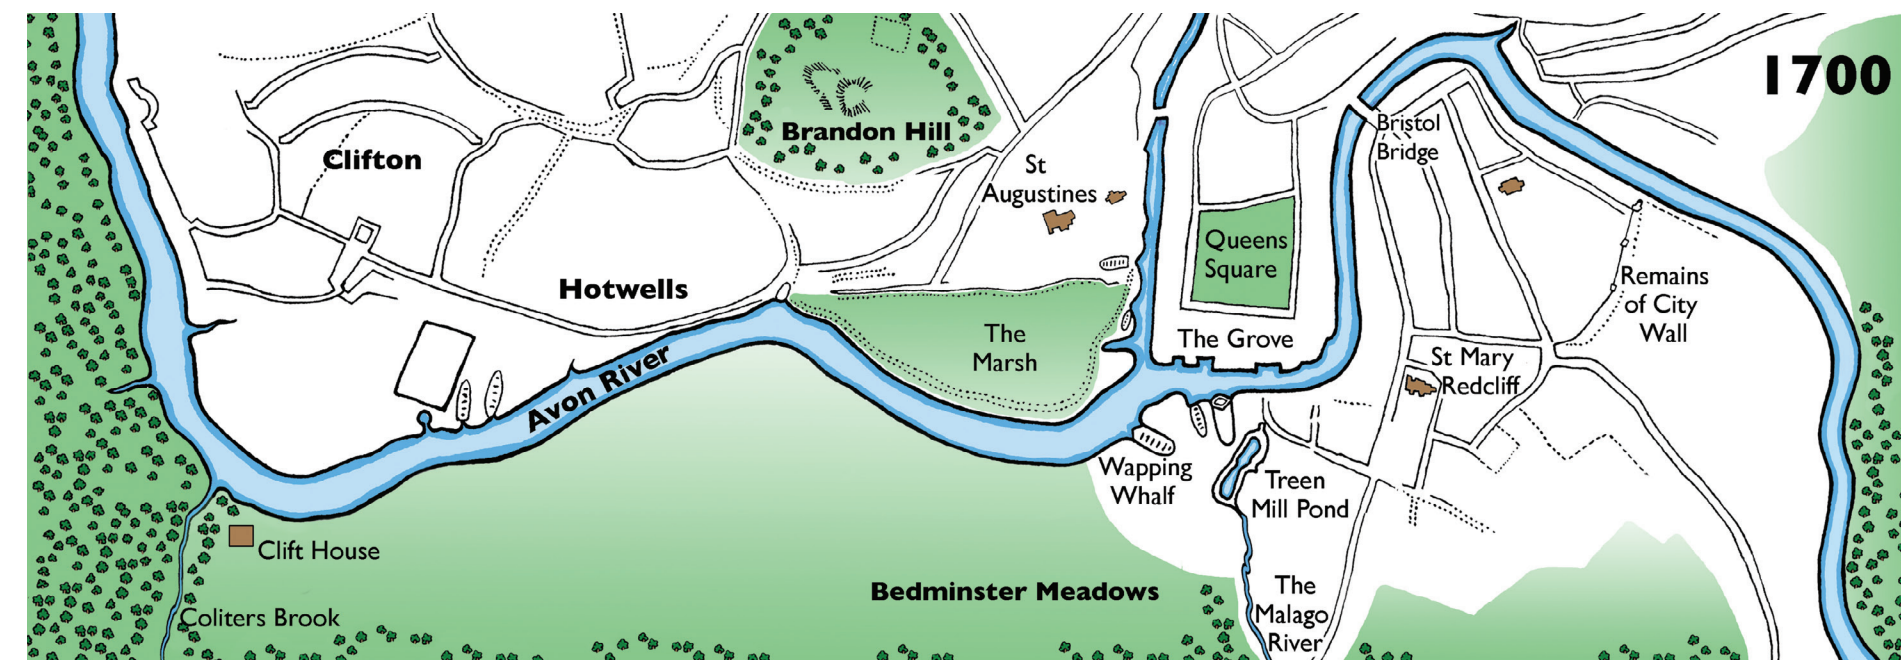 1700
Brandon Hill
Bristol
Bridge
Clifton
St
Augustines
Queens
Square
Hotwells
Remains
of City
Wall
The
Marsh
The Grove
St Mary
Redcliff
Avon River
Wapping
Whalf
Treen
Mill Pond
Clift House
Bedminster Meadows
The
Malago
River
Coliters Brook